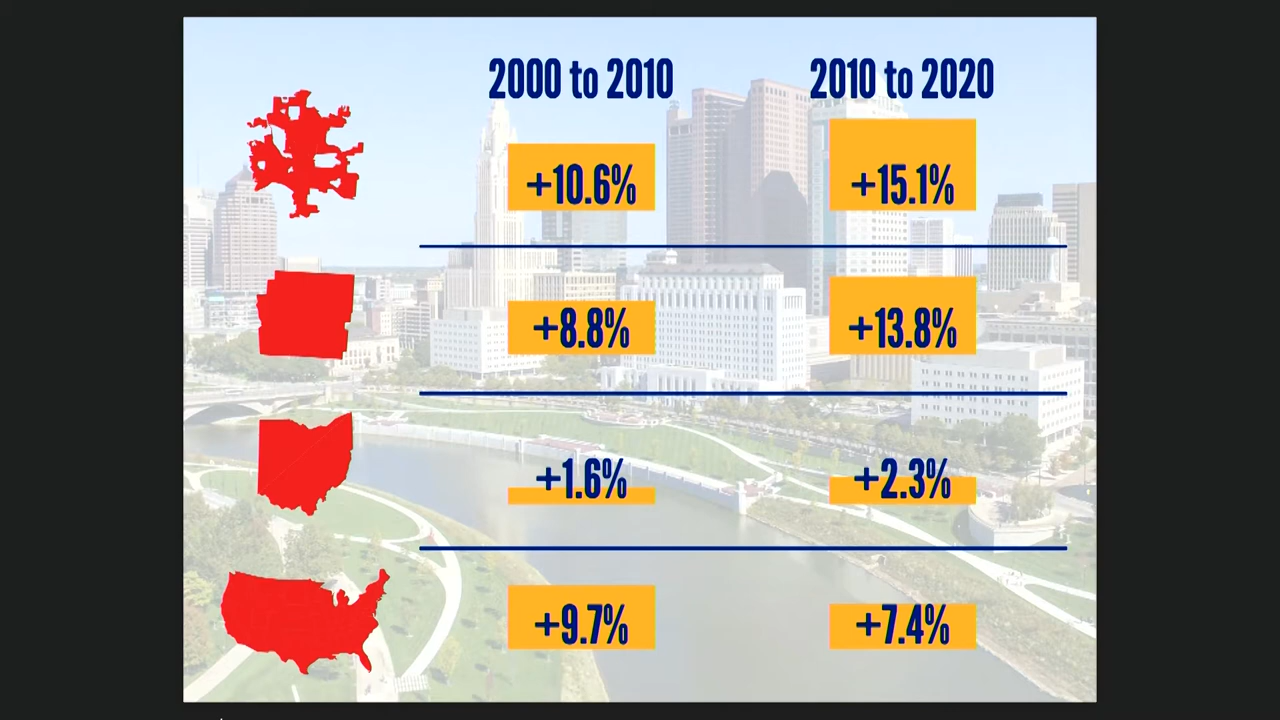 2000 to 2010 2010 to 2020
+10.6% +15.1%
+8.8% +13.8%
+1.6% +2.3%
+9.7% +7.4%